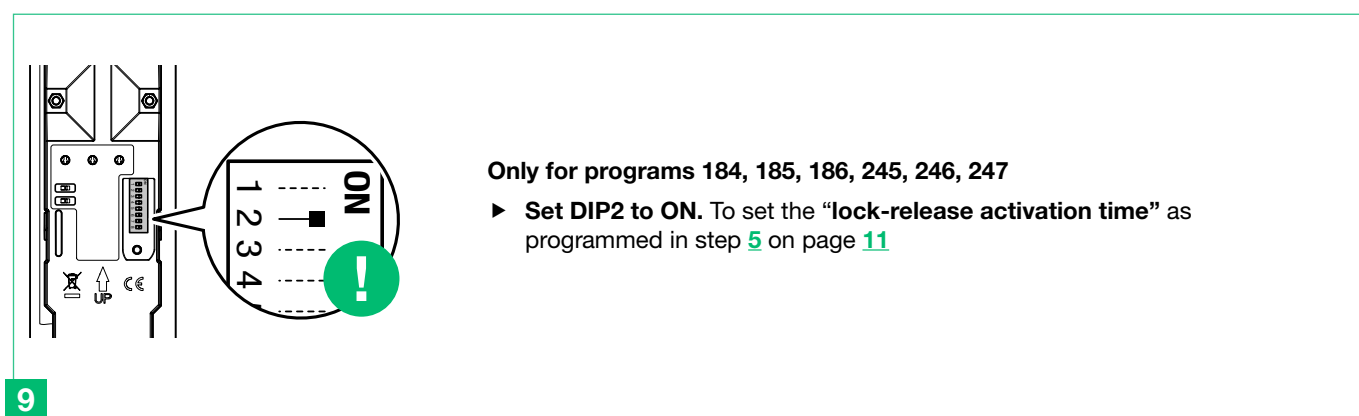 Only for programs 184, 185, 186, 245, 246, 247
▶ Set DIP2 to ON. To set the “lock-release activation time” as
programmed in step 5 on page 11
ON
1
2
3
4
!
UP
CE
9